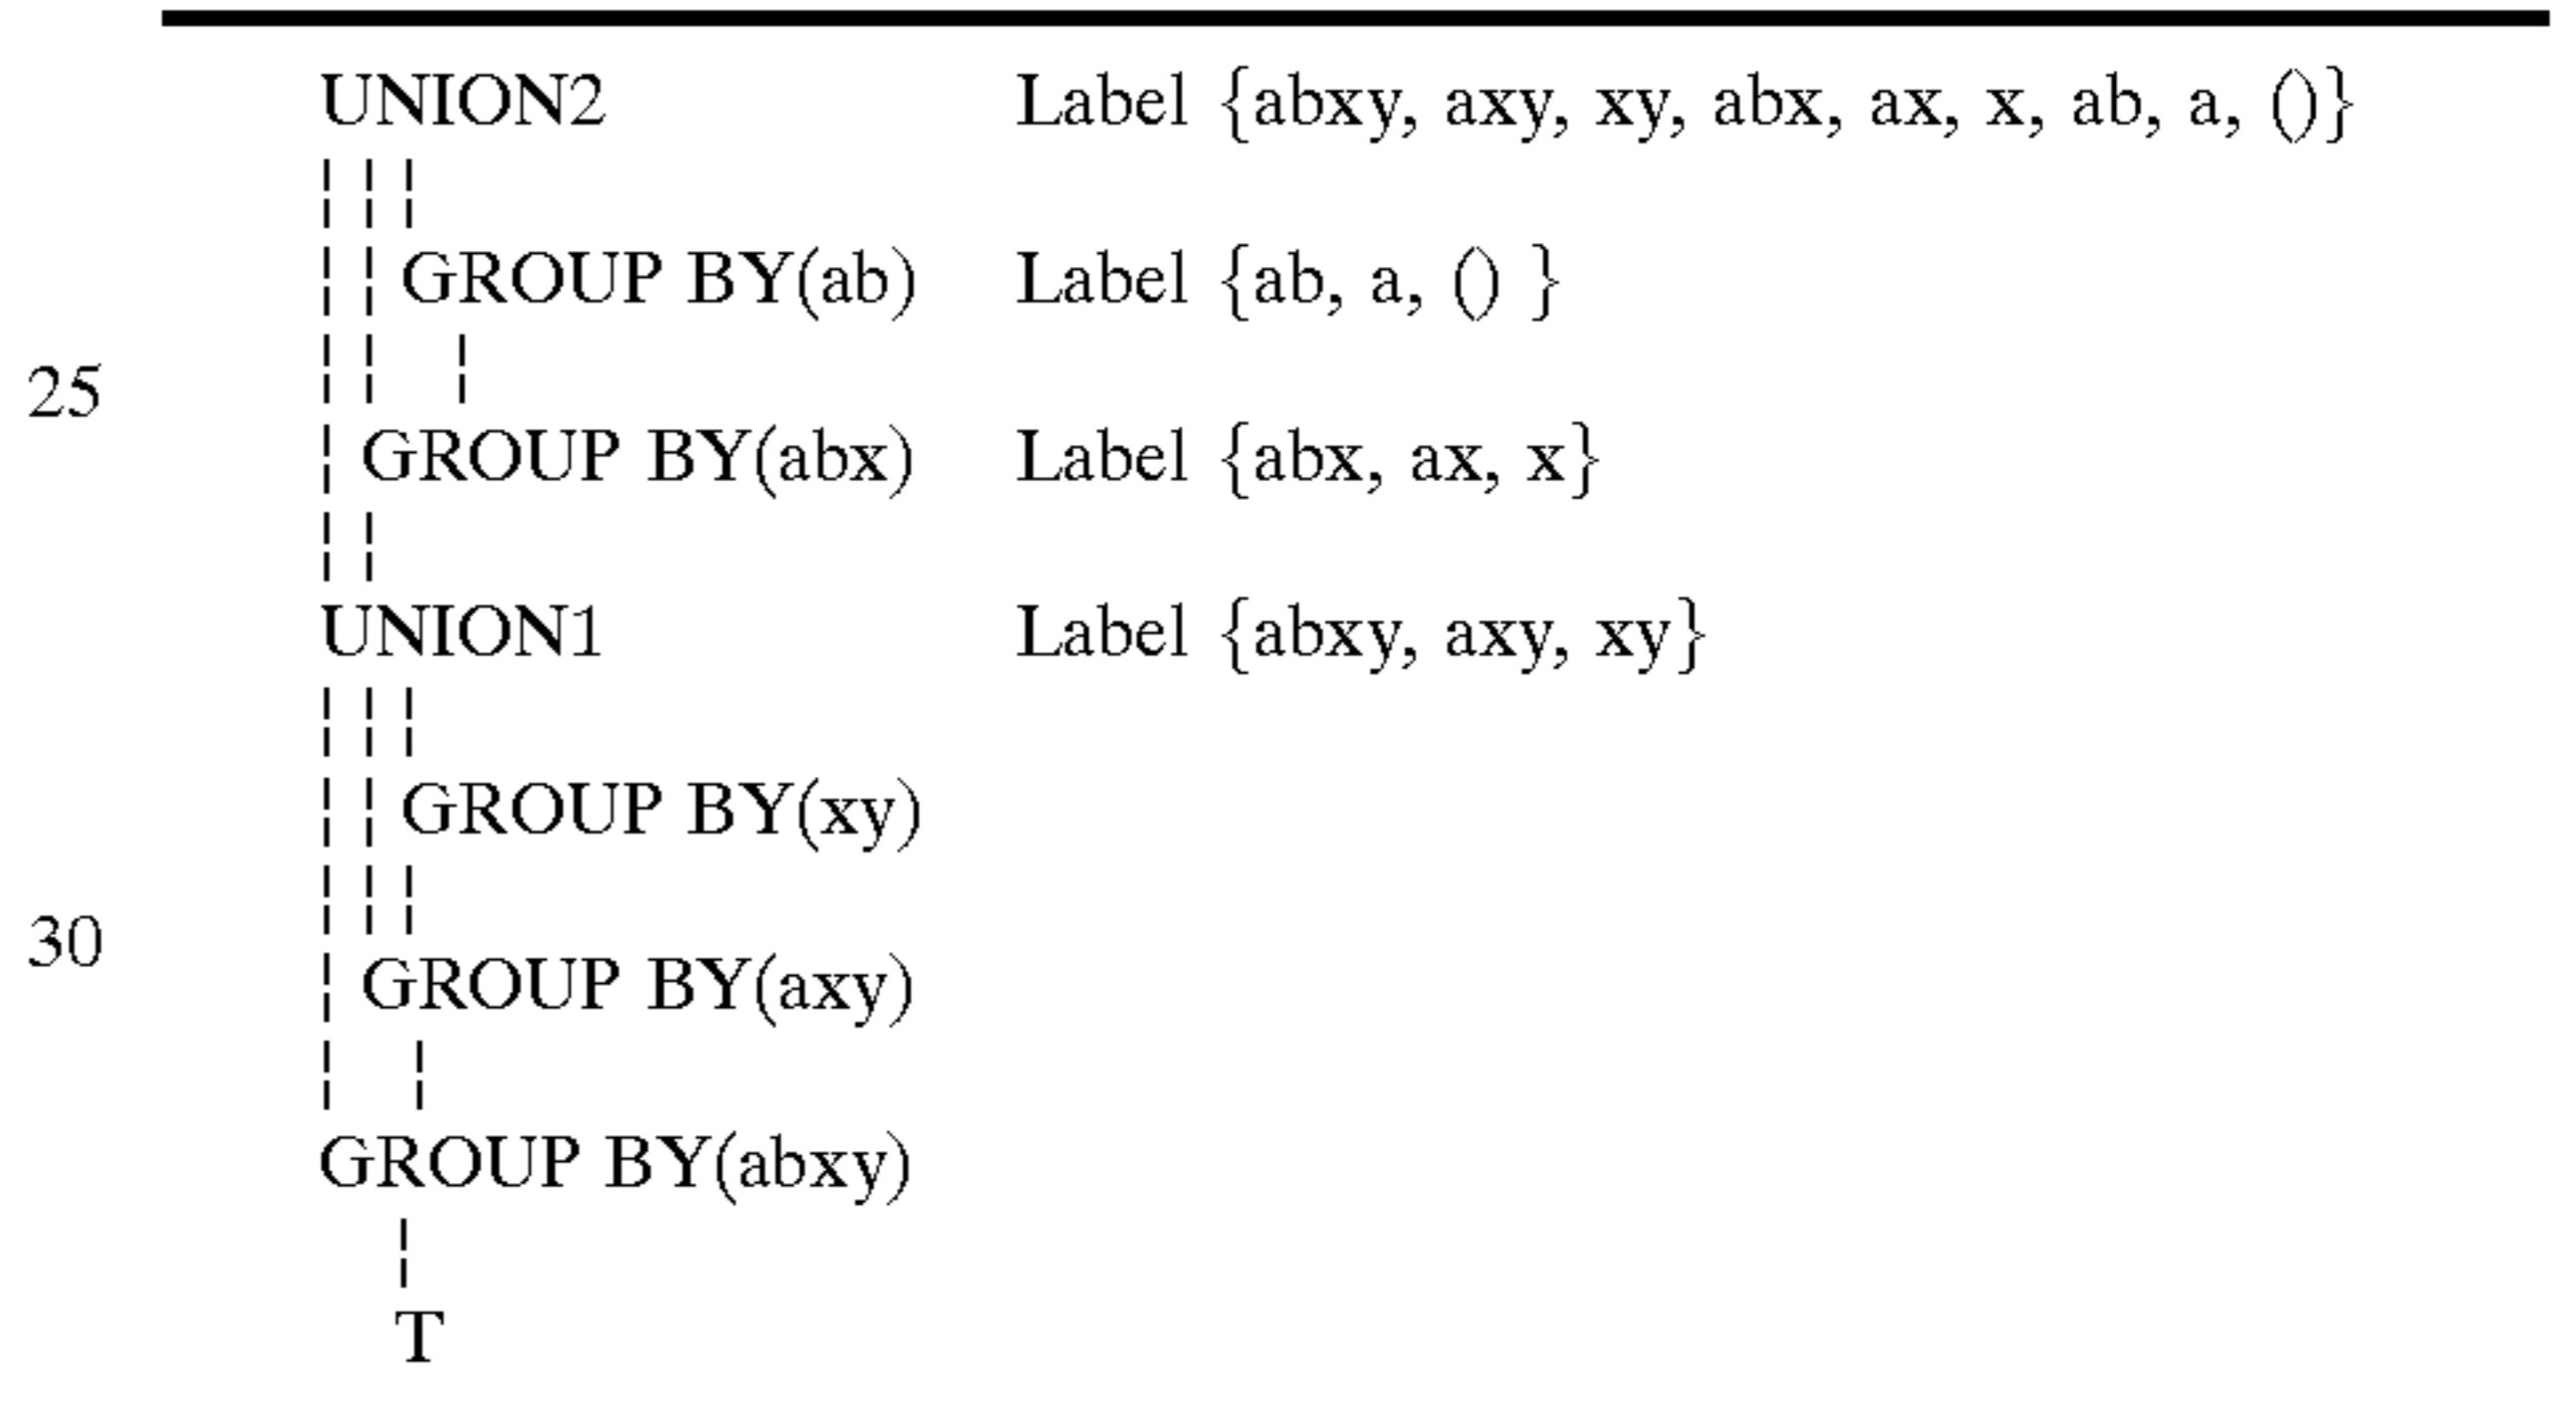 UNION2 Label {abxy, axy, xy, abx, ax, x, ab, a, ()}
| | |
GROUP BY(ab) Label {ab, a, () }
| | |
25
GROUP BY(abx) Label {abx, ax, x}
| |
UNION1 Label {abxy, axy, xy}
| | |
GROUP BY(xy)
| | |
30
GROUP BY(axy)
| |
GROUP BY(abxy)
|
T